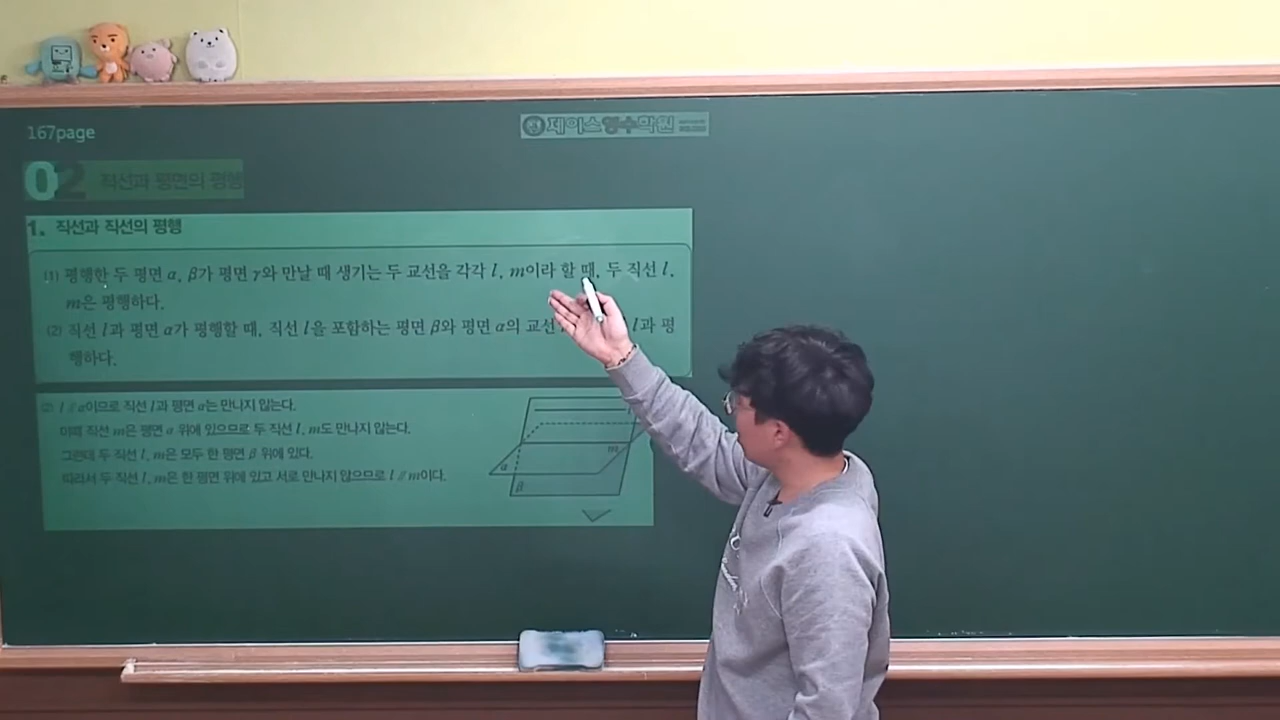 167page
제이스영수학원
02 직선과 평면의 평행
1. 직선과 직선의 평행
(1) 평행한 두 평면 α, β가 평면 γ와 만날 때 생기는 두 교선을 각각 l, m이라 할 때, 두 직선 l,
m은 평행하다.
(2) 직선 l과 평면 α가 평행할 때, 직선 l을 포함하는 평면 β와 평면 α의 교선 l과 평
행하다.
(2) l∥α이므로 직선 l과 평면 α는 만나지 않는다.
이때 직선 m은 평면 α 위에 있으므로 두 직선 l, m도 만나지 않는다.
그런데 두 직선 l, m은 모두 한 평면 β 위에 있다.
따라서 두 직선 l, m은 한 평면 위에 있고 서로 만나지 않으므로 l∥m이다.
m
α
β